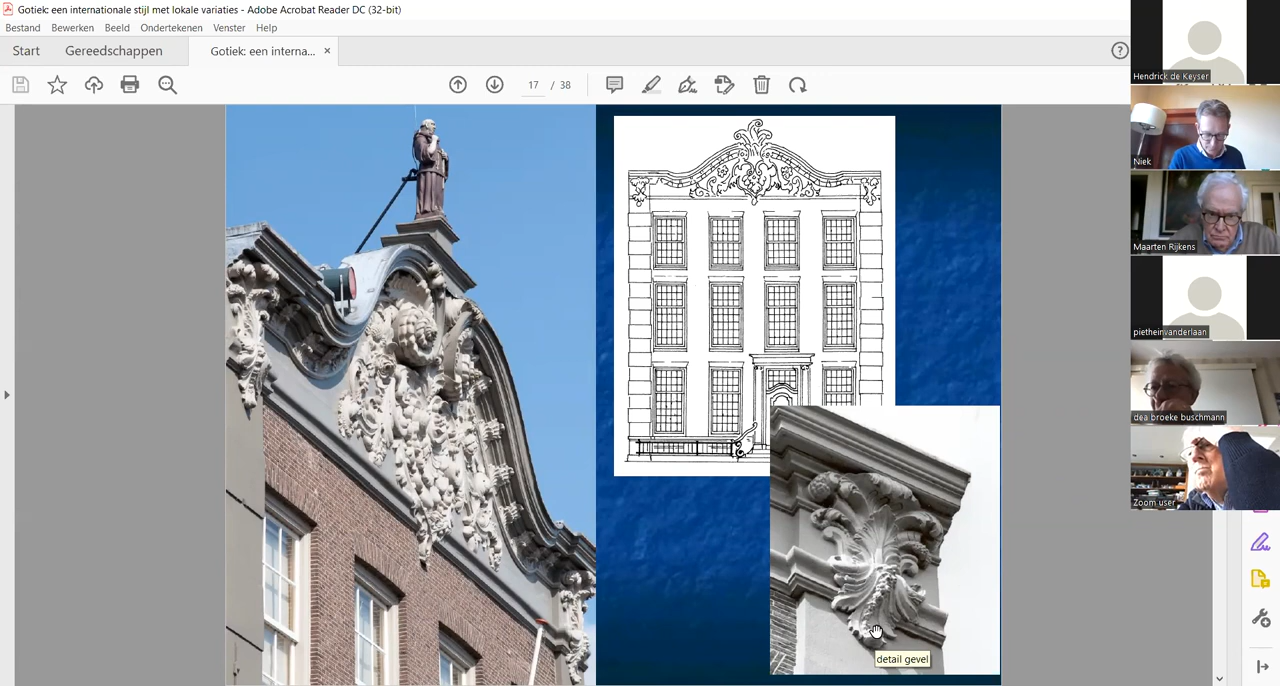 Gotiek: een internationale stijl met lokale variaties - Adobe Acrobat Reader DC (32-bit)
Bestand Bewerken Beeld Ondertekenen Venster Help
Start Gereedschappen Gotiek: een interna... × ?
17 / 38
Hendrick de Keyser
Niek
Maarten Rijkens
pietheinvanderlaan
dea broeke buschmann
Zoom user
detail gevel